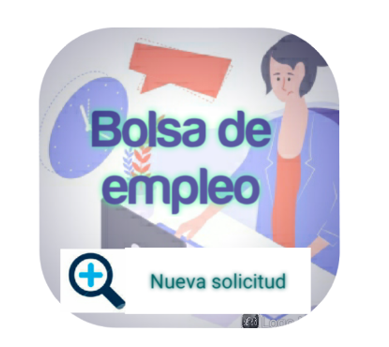 Bolsa de
empleo
Nueva solicitud